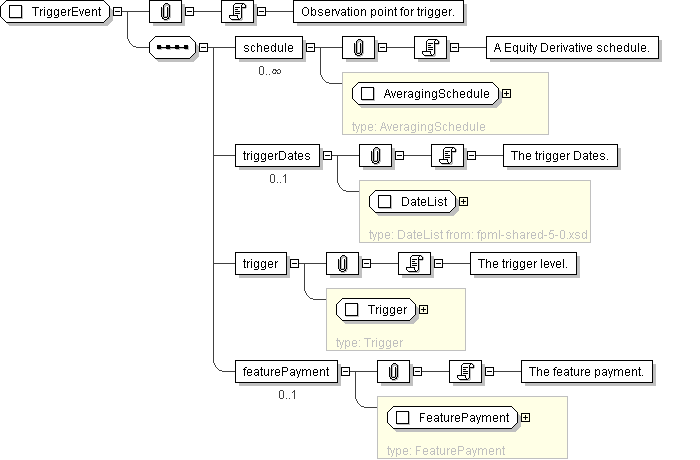 TriggerEvent
Observation point for trigger.
schedule
A Equity Derivative schedule.
0..∞
AveragingSchedule
type: AveragingSchedule
triggerDates
The trigger Dates.
0..1
DateList
type: DateList from: fpml-shared-5-0.xsd
trigger
The trigger level.
Trigger
type: Trigger
featurePayment
The feature payment.
0..1
FeaturePayment
type: FeaturePayment